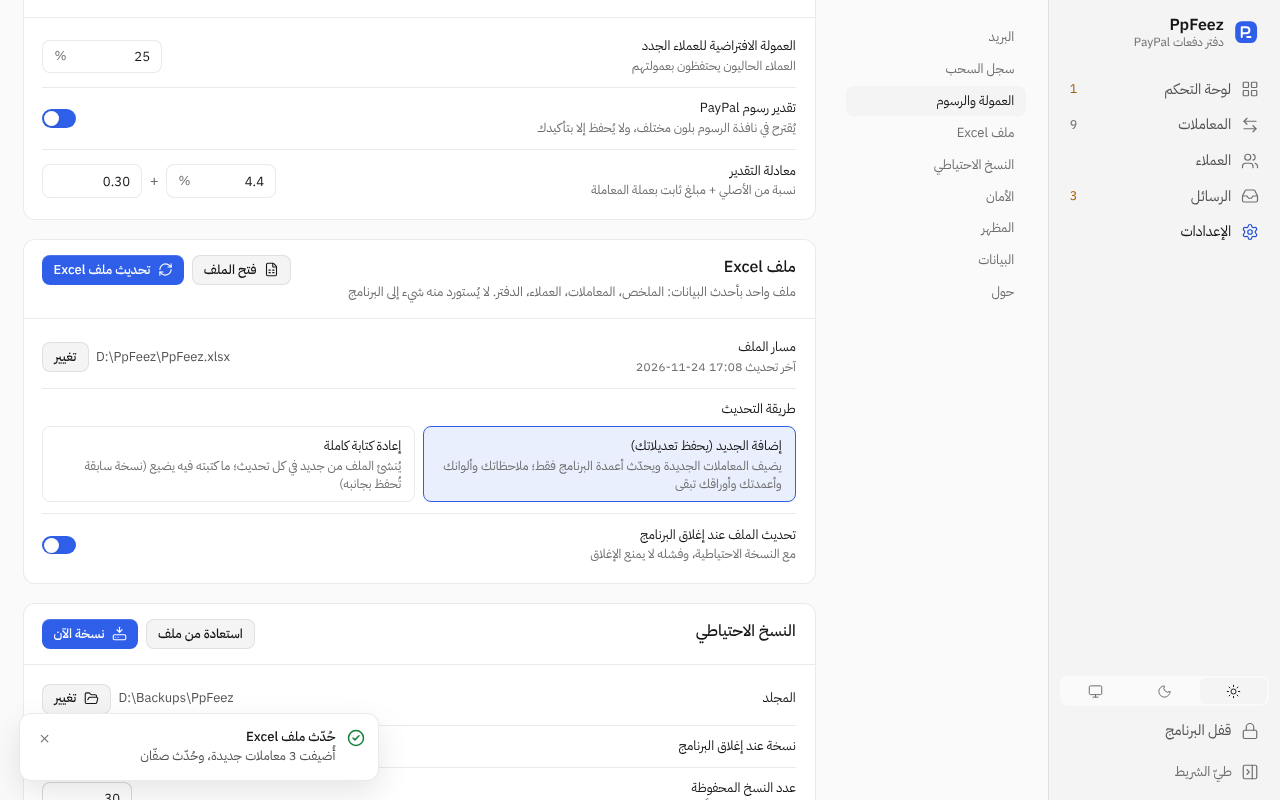 PpFeez
دفتر دفعات PayPal
لوحة التحكم 1
المعاملات 9
العملاء
الرسائل 3
الإعدادات
قفل البرنامج
طيّ الشريط
البريد
سجل السحب
العمولة والرسوم
ملف Excel
النسخ الاحتياطي
الأمان
المظهر
البيانات
حول
العمولة الافتراضية للعملاء الجدد
العملاء الحاليون يحتفظون بعمولتهم
25 %
تقدير رسوم PayPal
يُقترح في نافذة الرسوم بلون مختلف، ولا يُحفظ إلا بتأكيدك
معادلة التقدير
نسبة من الأصلي + مبلغ ثابت بعملة المعاملة
4.4 % + 0.30
ملف Excel
ملف واحد بأحدث البيانات: الملخص، المعاملات، العملاء، الدفتر. لا يُستورد منه شيء إلى البرنامج
فتح الملف
تحديث ملف Excel
مسار الملف
آخر تحديث 2026-11-24 17:08
D:\PpFeez\PpFeez.xlsx
تغيير
طريقة التحديث
إضافة الجديد (يحفظ تعديلاتك)
يضيف المعاملات الجديدة ويحدّث أعمدة البرنامج فقط؛ ملاحظاتك وألوانك
وأعمدتك وأوراقك تبقى
إعادة كتابة كاملة
يُنشئ الملف من جديد في كل تحديث؛ ما كتبته فيه يضيع (نسخة سابقة
تُحفظ بجانبه)
تحديث الملف عند إغلاق البرنامج
مع النسخة الاحتياطية، وفشله لا يمنع الإغلاق
النسخ الاحتياطي
استعادة من ملف
نسخة الآن
المجلد
D:\Backups\PpFeez
تغيير
نسخة عند إغلاق البرنامج
عدد النسخ المحفوظة
30
حُدّث ملف Excel
أُضيفت 3 معاملات جديدة، وحُدّث صفّان